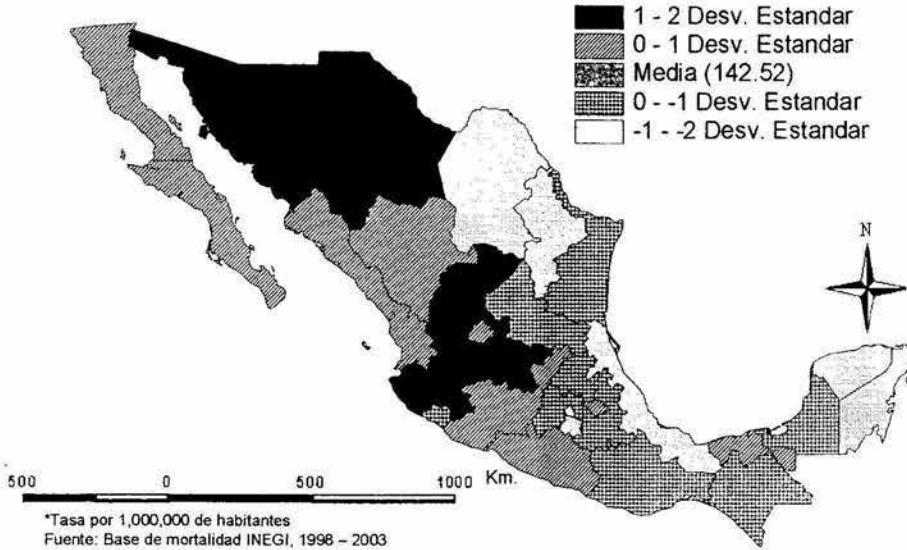 1 - 2 Desv. Estandar
0 - 1 Desv. Estandar
Media (142.52)
0 - -1 Desv. Estandar
-1 - -2 Desv. Estandar
N
500 0 500 1000 Km.
*Tasa por 1,000,000 de habitantes
Fuente: Base de mortalidad INEGI, 1998 – 2003